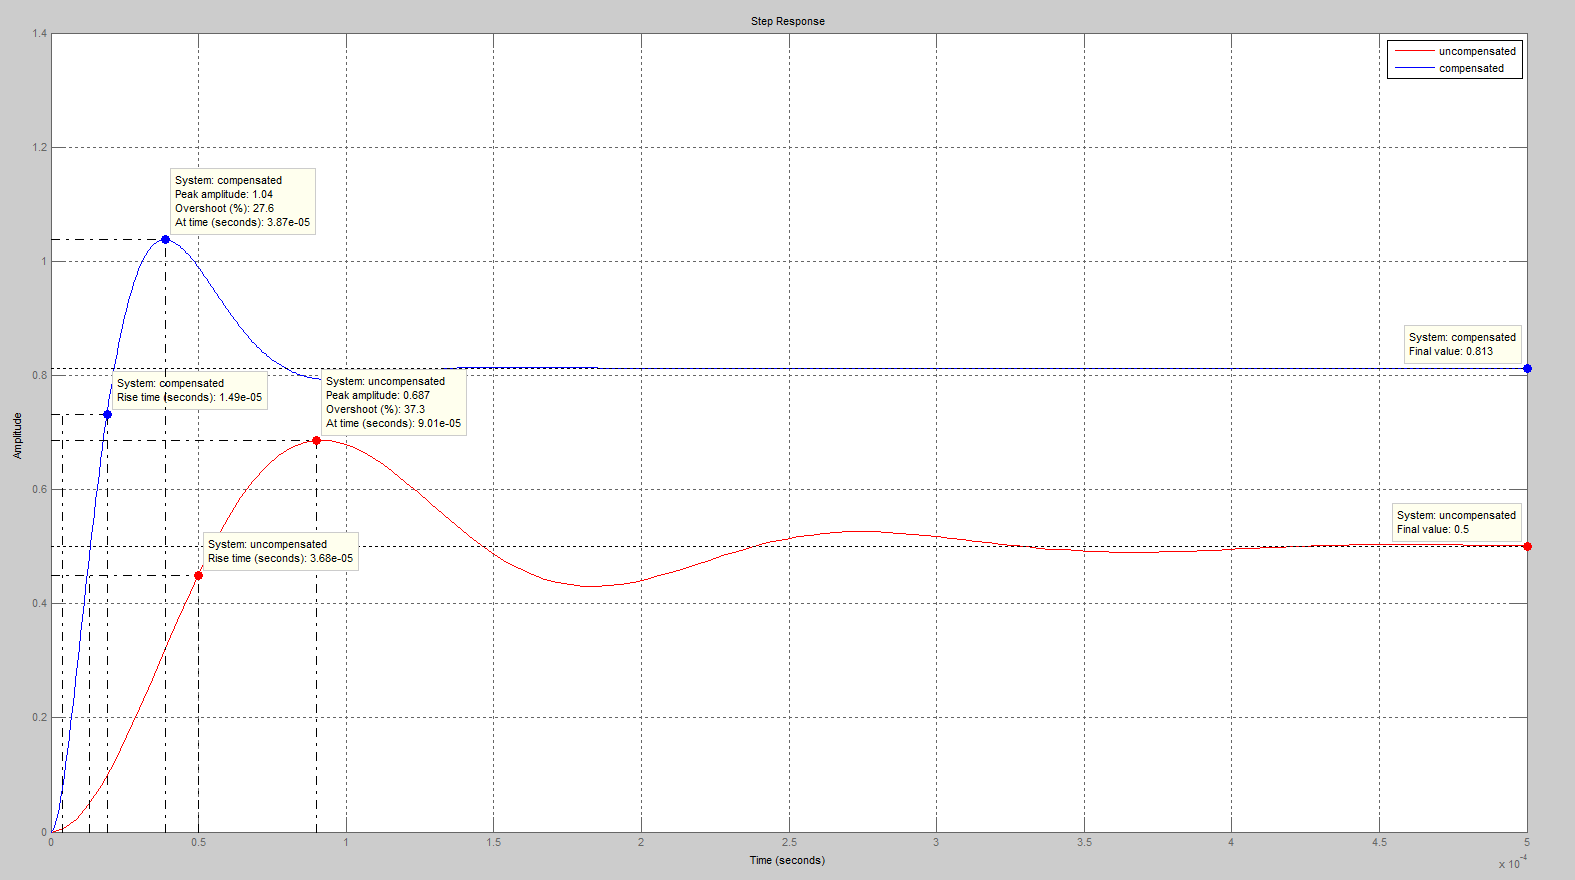 Step Response
uncompensated
compensated
System: compensated
Peak amplitude: 1.04
Overshoot (%): 27.6
At time (seconds): 3.87e-05
System: compensated
Final value: 0.813
System: compensated
Rise time (seconds): 1.49e-05
System: uncompensated
Peak amplitude: 0.687
Overshoot (%): 37.3
At time (seconds): 9.01e-05
System: uncompensated
Final value: 0.5
System: uncompensated
Rise time (seconds): 3.68e-05
Amplitude
1.4
1.2
1
0.8
0.6
0.4
0.2
0
0
0.5
1
1.5
2
2.5
3
3.5
4
4.5
5
Time (seconds)
x 10^-4